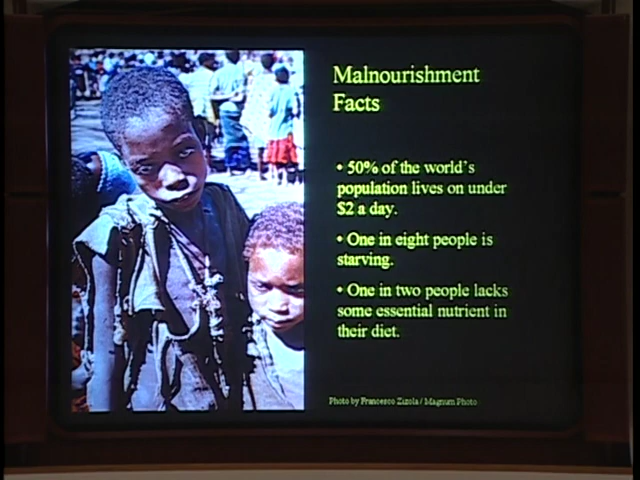 Malnourishment
Facts
• 50% of the world's
population lives on under
$2 a day.
• One in eight people is
starving.
• One in two people lacks
some essential nutrient in
their diet.
Photo by Francesco Zizola / Magnum Photo